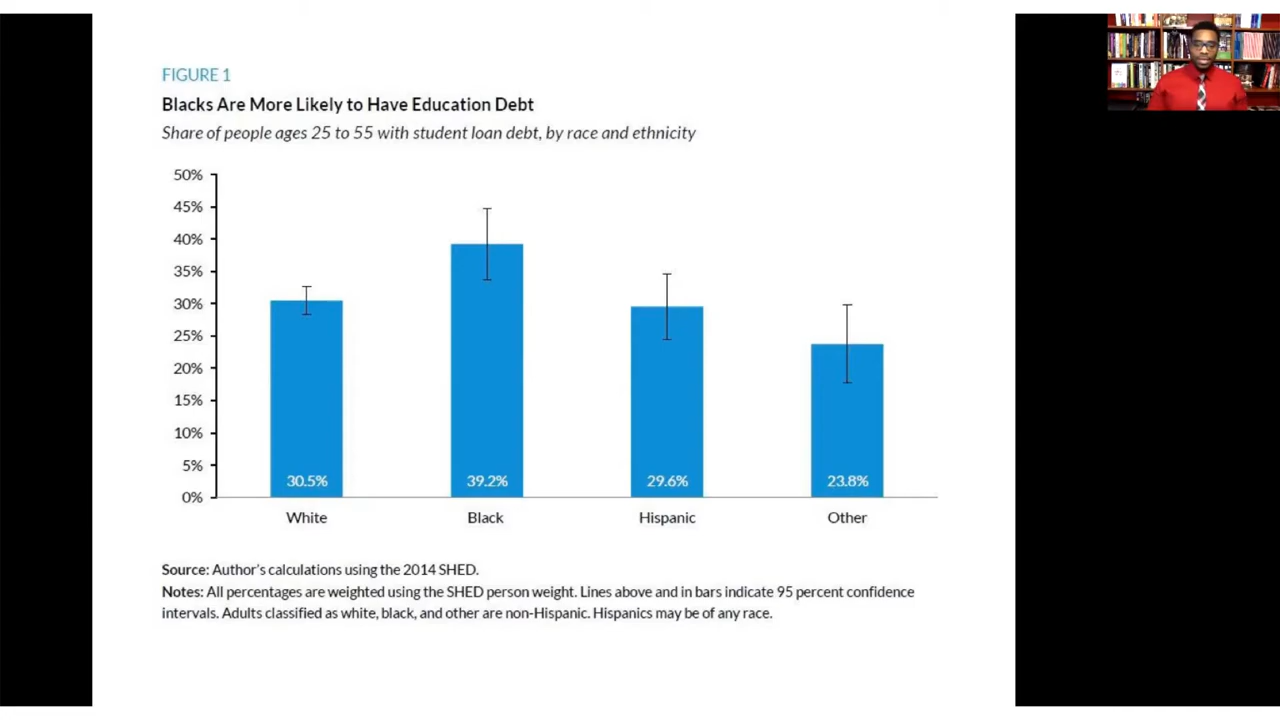 FIGURE 1
Blacks Are More Likely to Have Education Debt
Share of people ages 25 to 55 with student loan debt, by race and ethnicity
50%
45%
40%
35%
30%
25%
20%
15%
10%
5%
0%
30.5%
39.2%
29.6%
23.8%
White
Black
Hispanic
Other
Source: Author's calculations using the 2014 SHED.
Notes: All percentages are weighted using the SHED person weight. Lines above and in bars indicate 95 percent confidence
intervals. Adults classified as white, black, and other are non-Hispanic. Hispanics may be of any race.